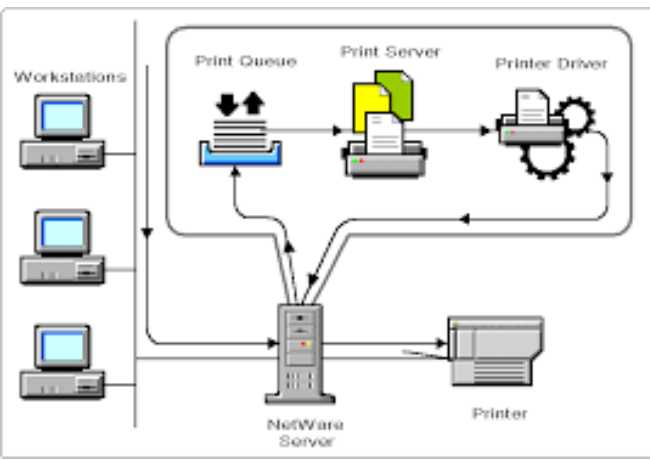 Workstations
Print Queue
Print Server
Printer Driver
NetWare
Server
Printer